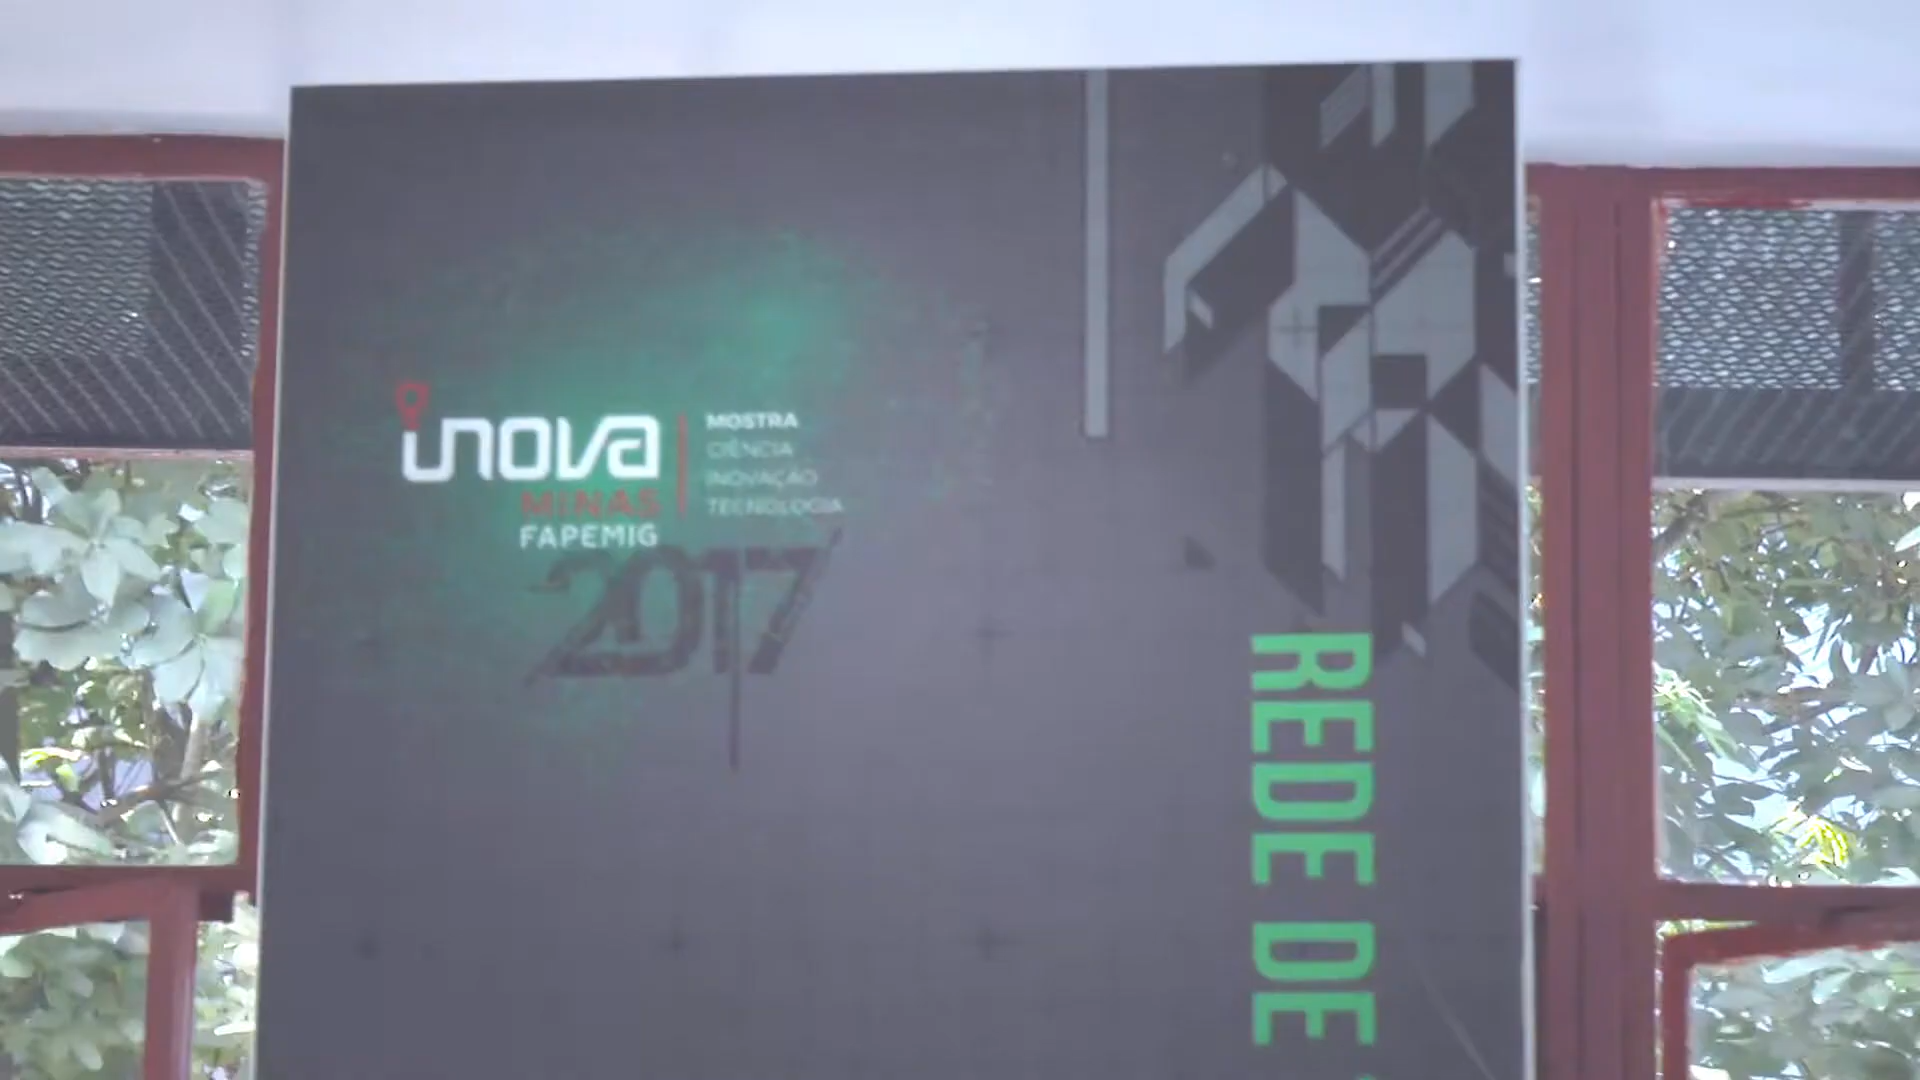 inova
MINAS
FAPEMIG
MOSTRA
CIÊNCIA
INOVAÇÃO
TECNOLOGIA
2017
REDE DE